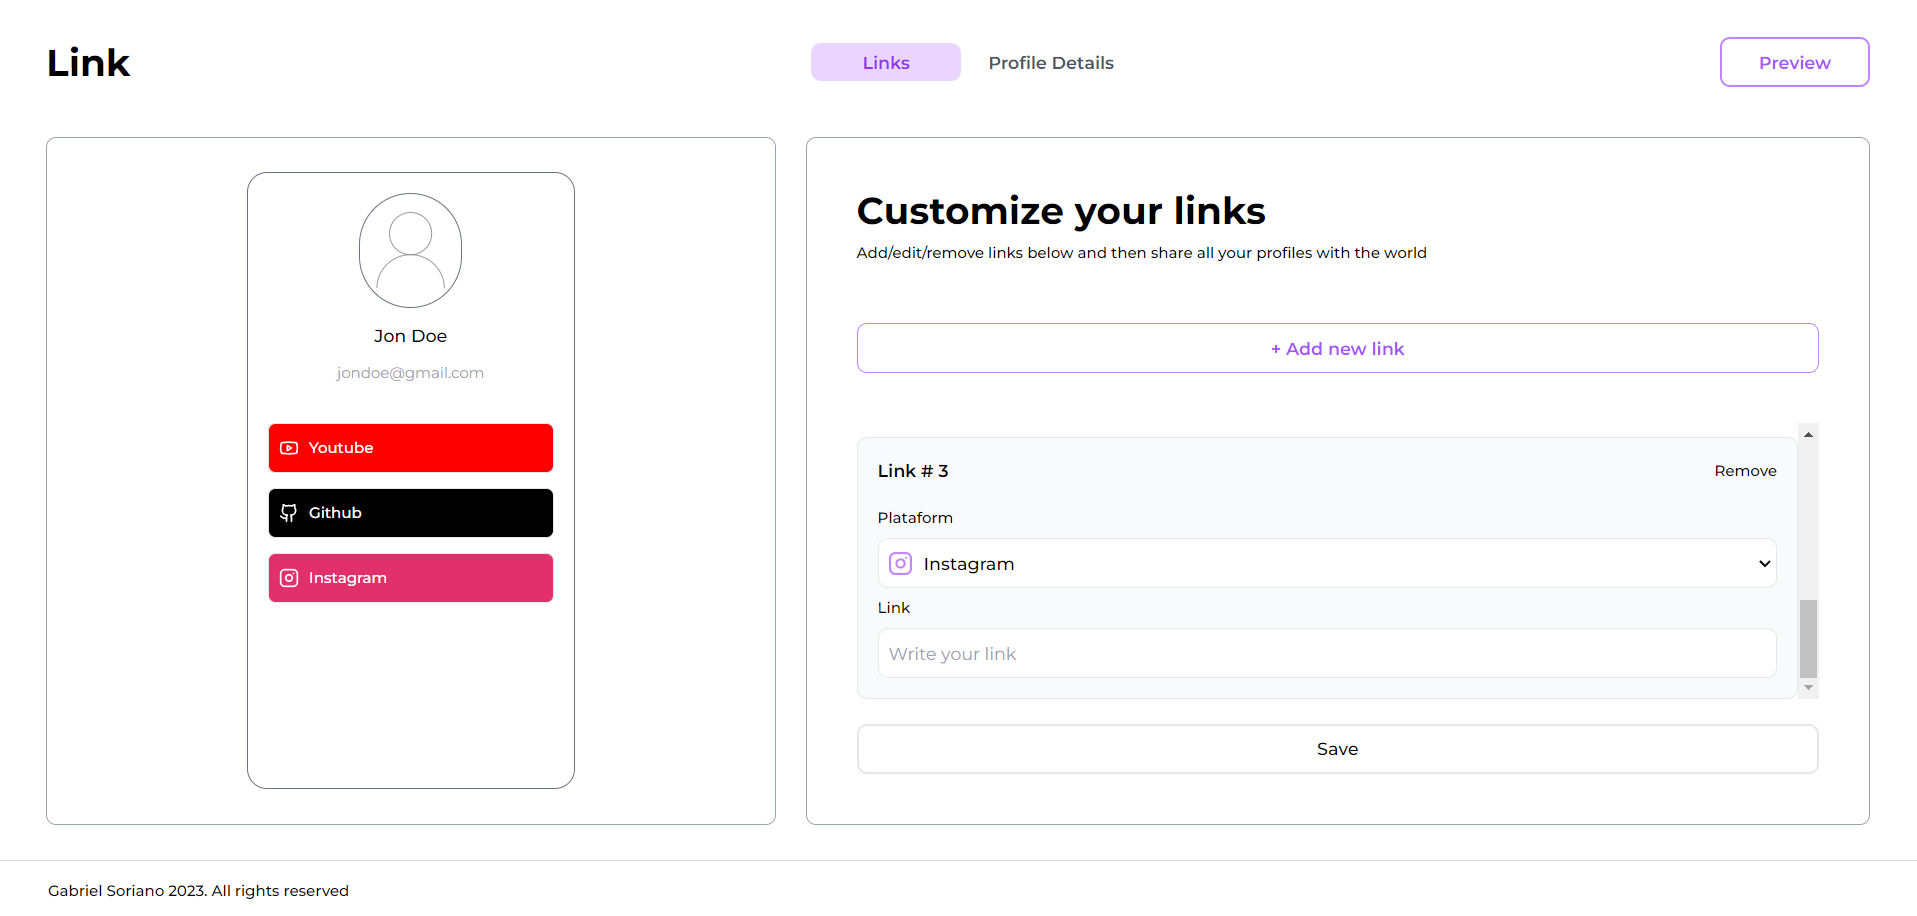 Link
Links
Profile Details
Preview
Jon Doe
jondoe@gmail.com
Youtube
Github
Instagram
Customize your links
Add/edit/remove links below and then share all your profiles with the world
+ Add new link
Link # 3
Remove
Plataform
Instagram
Link
Write your link
Save
Gabriel Soriano 2023. All rights reserved